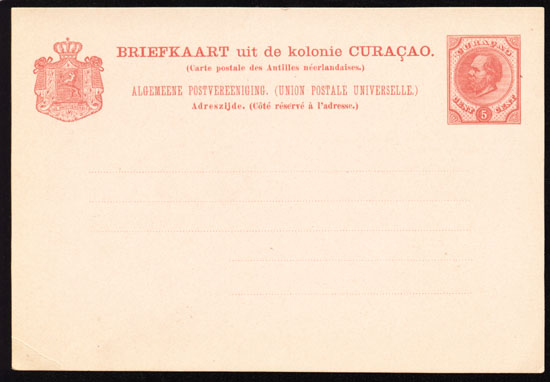 BRIEFKAART uit de kolonie CURAÇAO.
(Carte postale des Antilles néerlandaises.)
ALGEMEENE POSTVEREENIGING. (UNION POSTALE UNIVERSELLE.)
Adreszijde. (Côté réservé à l'adresse.)
CURAÇAO
CENT 5 CENT